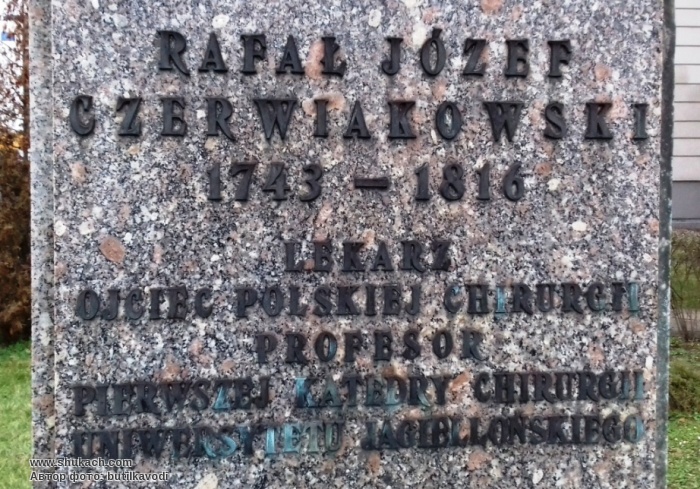 RAFAŁ JÓZEF
CZERWIAKOWSKI
1743 – 1816
LEKARZ
OJCIEC POLSKIEJ CHIRURGII
PROFESOR
PIERWSZEJ KATEDRY CHIRURGII
UNIWERSYTETU JAGIELLOŃSKIEGO
www.shukach.com
Автор фото: butilkavodi